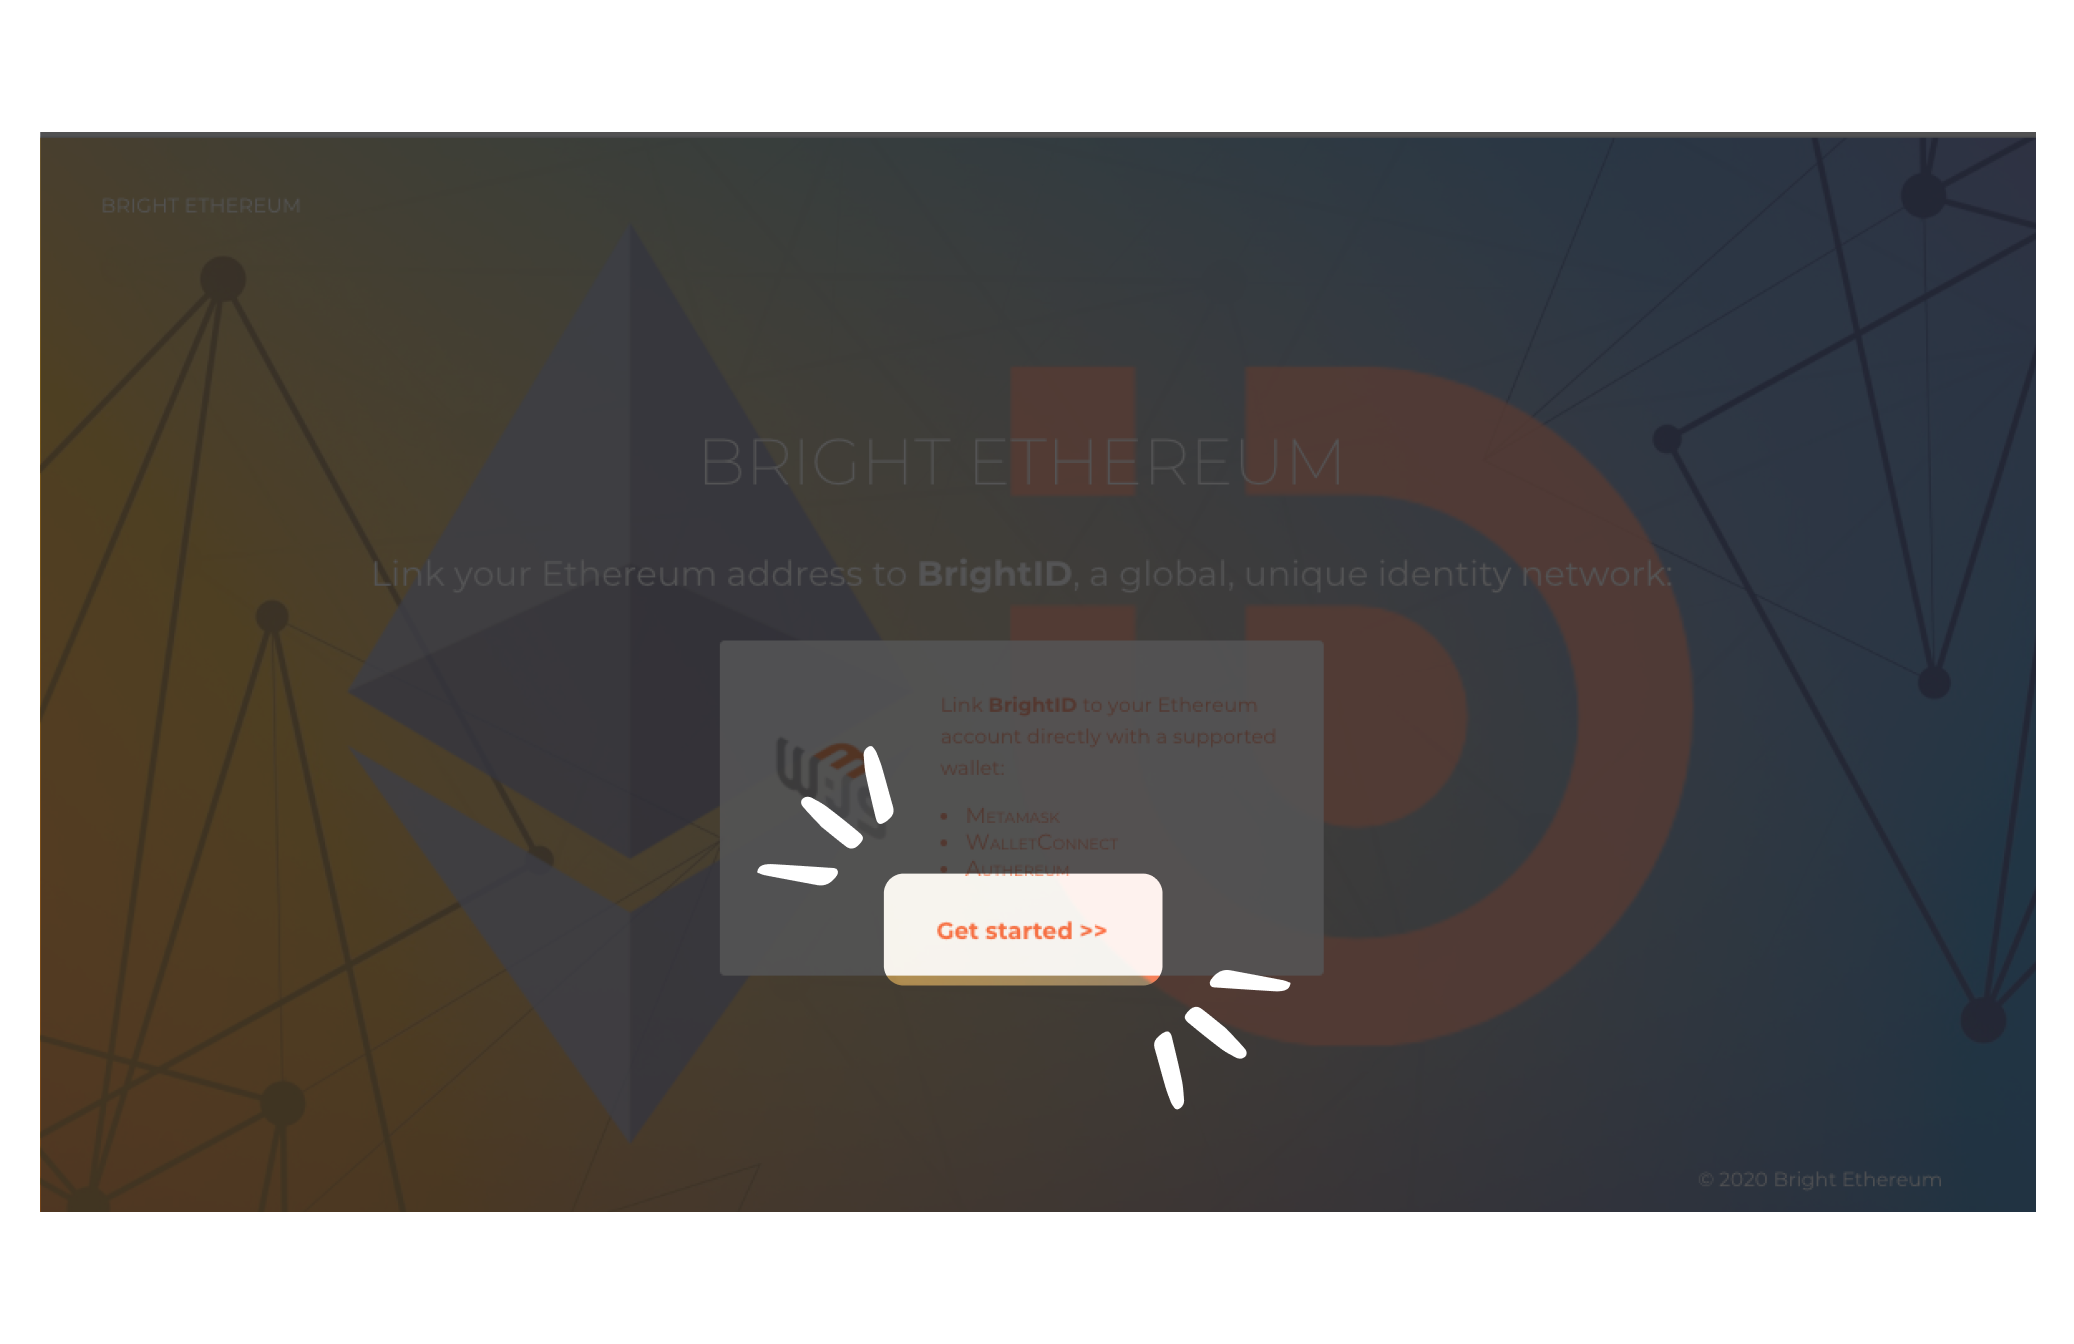 BRIGHT ETHEREUM
BRIGHT ETHEREUM
Link your Ethereum address to BrightID, a global, unique identity network:
Link BrightID to your Ethereum
account directly with a supported
wallet:
▪ METAMASK
▪ WALLETCONNECT
▪ AUTHEREUM
Get started >>
© 2020 Bright Ethereum